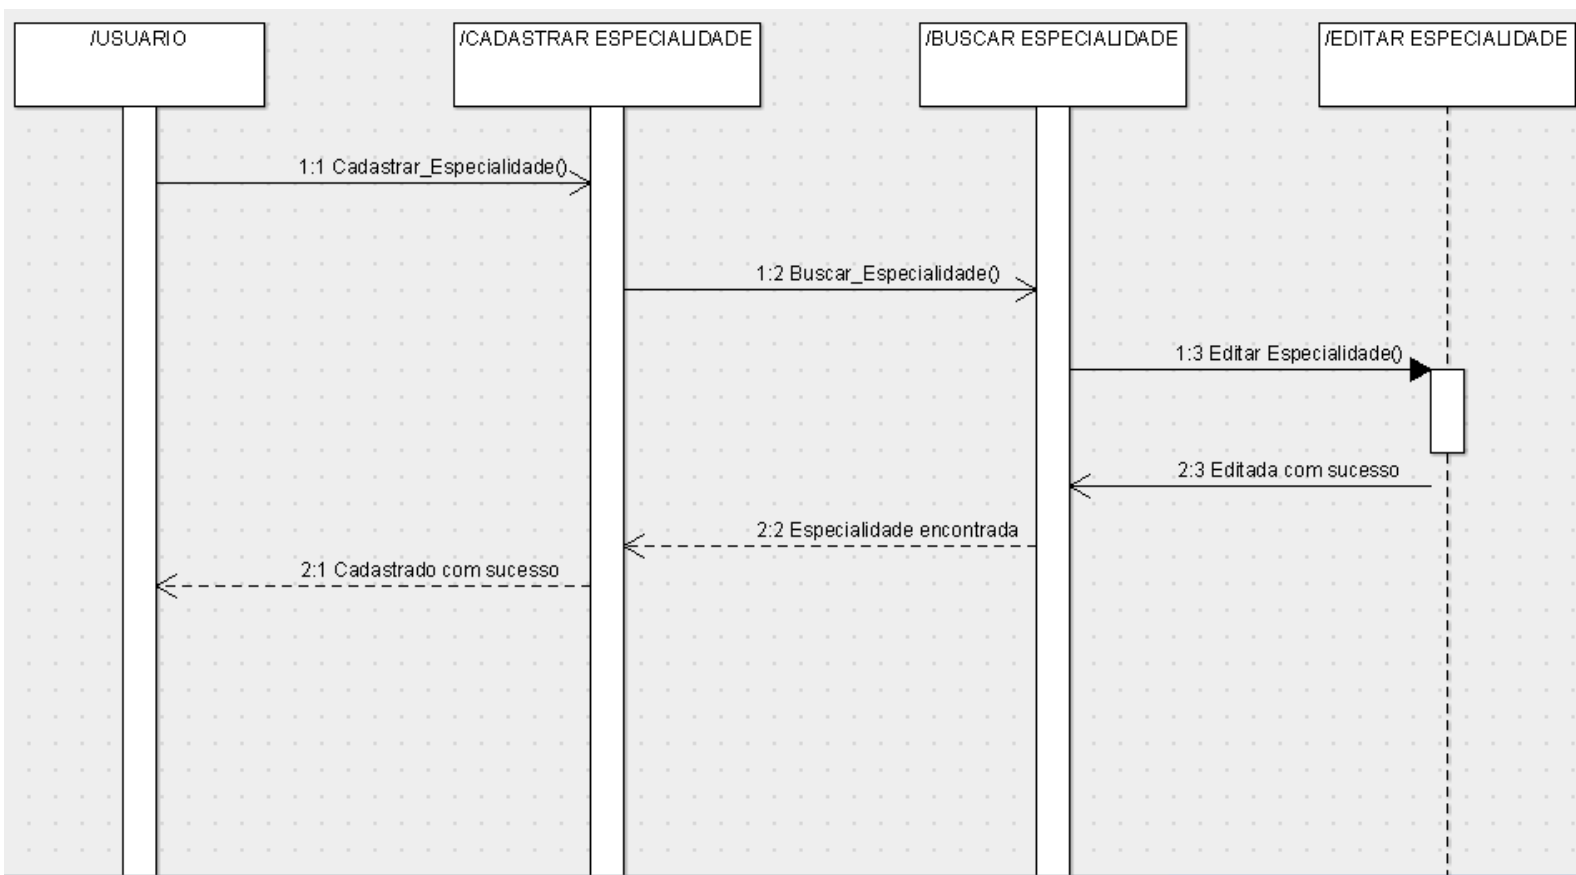 /USUARIO
/CADASTRAR ESPECIALIDADE
/BUSCAR ESPECIALIDADE
/EDITAR ESPECIALIDADE
1:1 Cadastrar_Especialidade()
1:2 Buscar_Especialidade()
1:3 Editar Especialidade()
2:3 Editada com sucesso
2:2 Especialidade encontrada
2:1 Cadastrado com sucesso